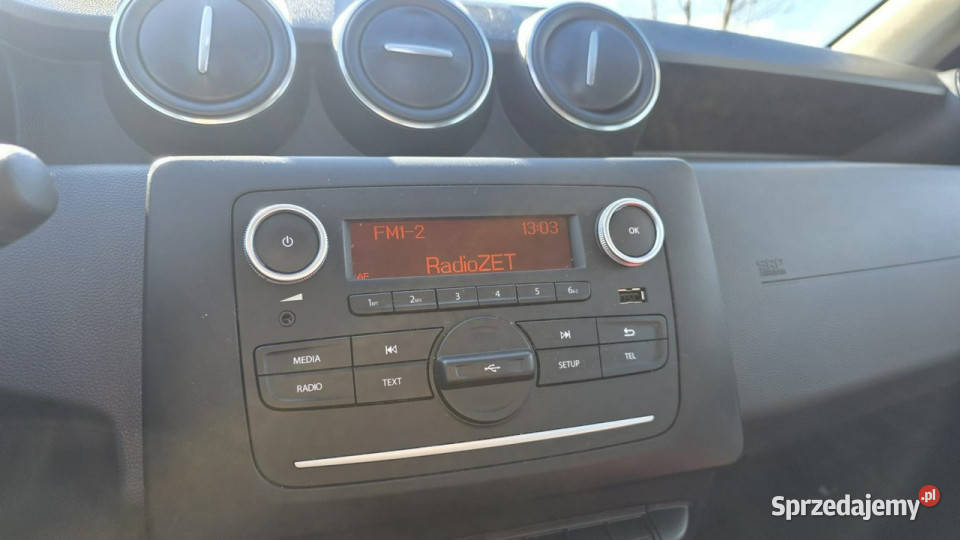 FM1-2 13:03
RadioZET
AF
OK
1 2 3 4 5 6
MEDIA
SETUP
TEL
RADIO
TEXT
Sprzedajemy.pl